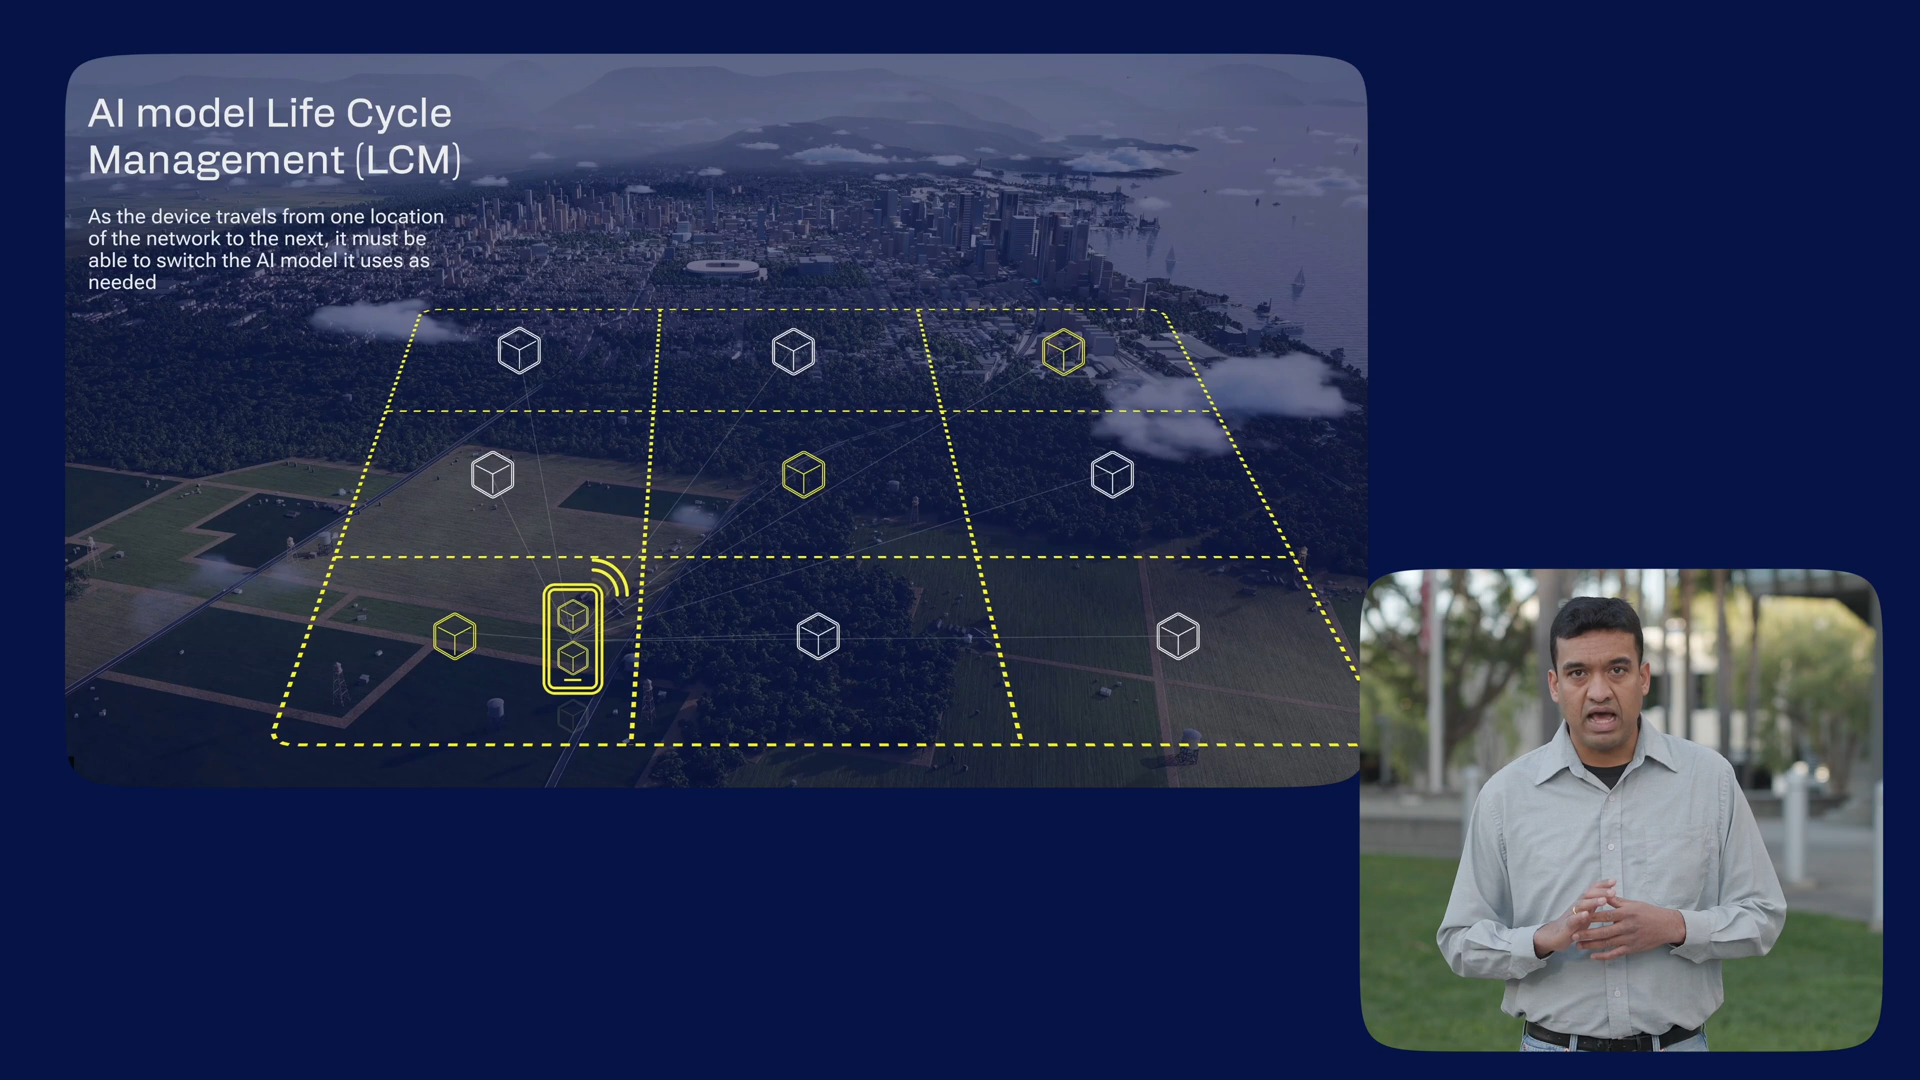 AI model Life Cycle
Management (LCM)
As the device travels from one location
of the network to the next, it must be
able to switch the AI model it uses as
needed